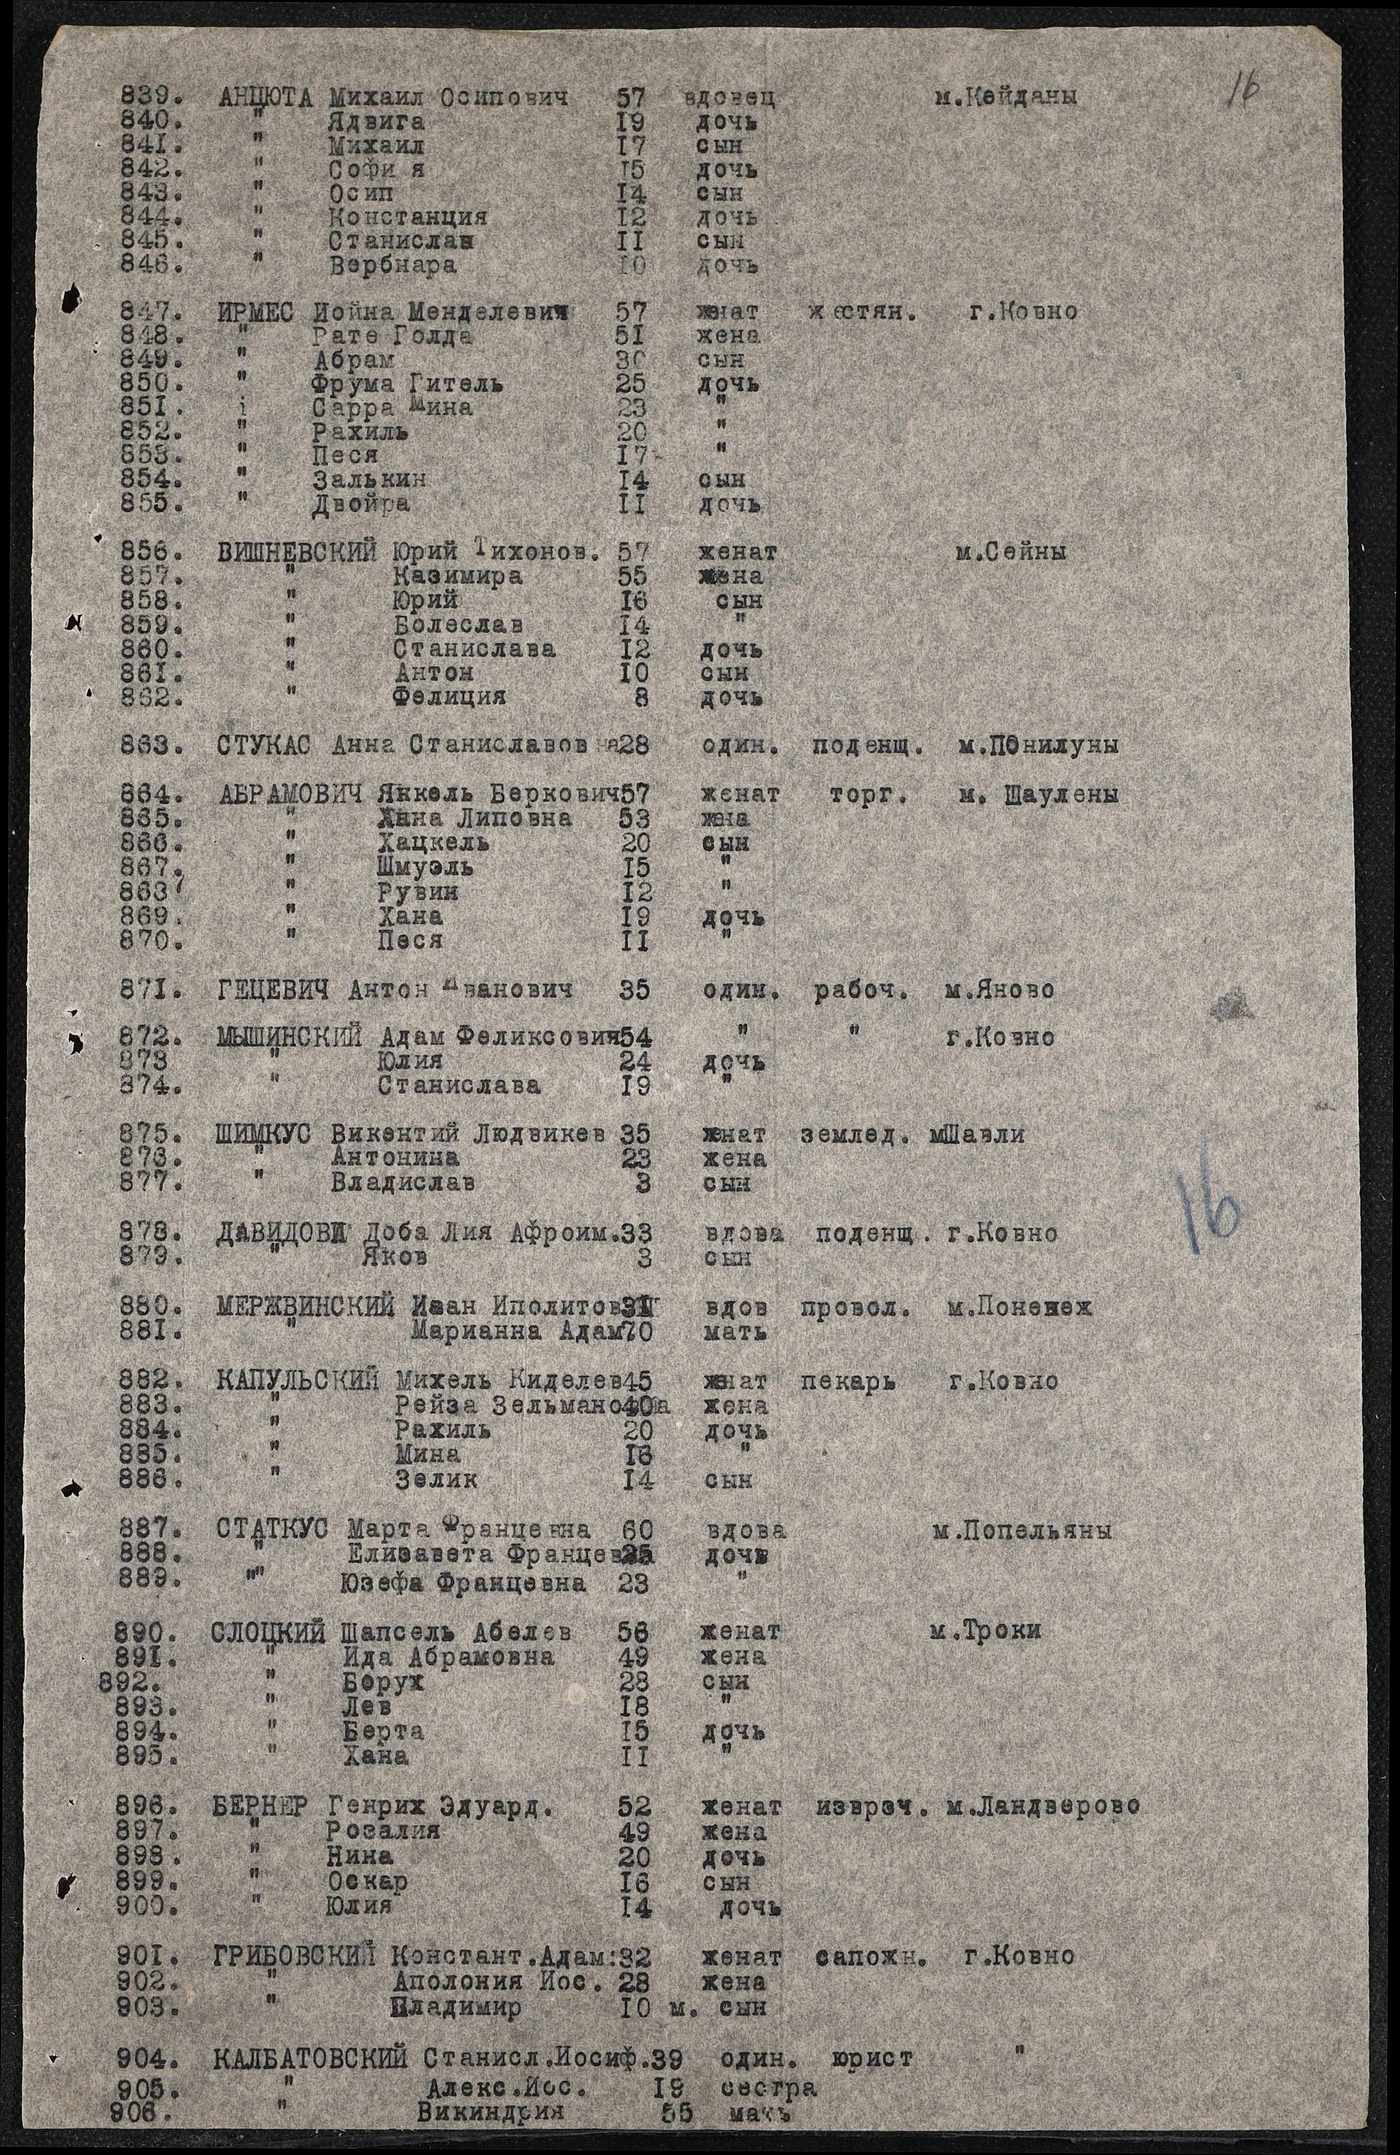 16
839. АНЦЮТА Михаил Осипович 57 вдовец м.Кейданы
840. " Ядвига 19 дочь
841. " Михаил 17 сын
842. " Софи я 15 дочь
843. " Осип 14 сын
844. " Констанция 12 дочь
845. " Станислав 11 сын
846. " Вербнара 10 дочь
847. ИРМЕС Иойна Менделевич 57 женат жестян. г.Ковно
848. " Рате Голда 51 жена
849. " Абрам 30 сын
850. " Фрума Гитель 25 дочь
851. i Сарра Мина 23 "
852. " Рахиль 20 "
853. " Песя 17 "
854. " Залькин 14 сын
855. " Двойра 11 дочь
856. ВИШНЕВСКИЙ Юрий Тихонов. 57 женат м.Сейны
857. " Казимира 55 жена
858. " Юрий 16 сын
859. " Болеслав 14 "
860. " Станислава 12 дочь
861. " Антон 10 сын
862. " Фелиция 8 дочь
863. СТУКАС Анна Станиславов на 28 один. поденщ. м.Понилуны
864. АБРАМОВИЧ Янкель Беркович 57 женат торг. м. Шаулены
865. " Хана Липовна 53 жена
866. " Хацкель 20 сын
867. " Шмуэль 15 "
868 " Рувин 12 "
869. " Хана 19 дочь
870. " Песя 11 "
871. ГЕЦЕВИЧ Антон Иванович 35 один. рабоч. м.Яново
872. МЫШИНСКИЙ Адам Феликсович 54 " " г.Ковно
873 " Юлия 24 дочь
874. " Станислава 19 "
875. ШИМКУС Викентий Людвикев 35 женат землед. мШавли
876. " Антонина 23 жена
877. " Владислав 3 сын
16
878. ДАВИДОВИЧ Доба Лия Афроим. 33 вдова поденщ. г.Ковно
879. " Яков 3 сын
880. МЕРЖВИНСКИЙ Иван Иполитович 31 вдов провол. м.Поневеж
881. " Марианна Адам 70 мать
882. КАПУЛЬСКИЙ Михель Киделев 45 женат пекарь г.Ковно
883. " Рейза Зельмановна 40 жена
884. " Рахиль 20 дочь
885. " Мина 16 "
886. " Зелик 14 сын
887. СТАТКУС Марта Францевна 60 вдова м.Попельяны
888. " Елизавета Францевна 25 дочь
889. "" Юзефа Францевна 23 "
890. СЛОЦКИЙ Шапсель Абелев 56 женат м.Троки
891. " Ида Абрамовна 49 жена
892. " Борух 23 сын
893. " Лев 18 "
894. " Берта 15 дочь
895. " Хана 11 "
896. БЕРНЕР Генрих Эдуард. 52 женат изврзч. м.Ландверово
897. " Розалия 49 жена
898. " Нина 20 дочь
899. " Оскар 16 сын
900. " Юлия 14 дочь
901. ГРИБОВСКИЙ Констант.Адам: 32 женат сапожн. г.Ковно
902. " Аполония Иос. 28 жена
903. " Владимир 10 м. сын
904. КАЛБАТОВСКИЙ Станисл.Иосиф. 39 один. юрист "
905. " Алекс.Иос. 19 сестра
906. " Викиндрия 55 мать